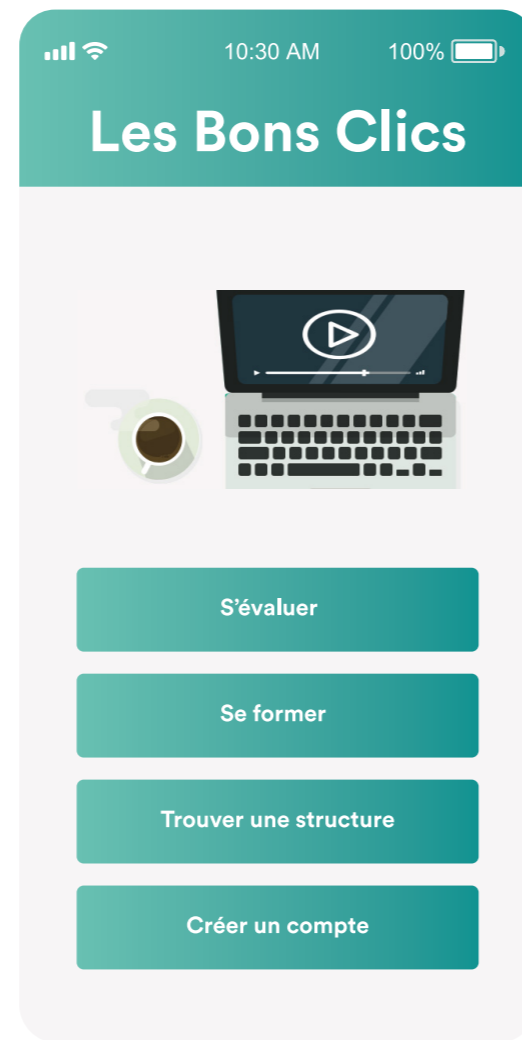 10:30 AM 100%
Les Bons Clics
S’évaluer
Se former
Trouver une structure
Créer un compte